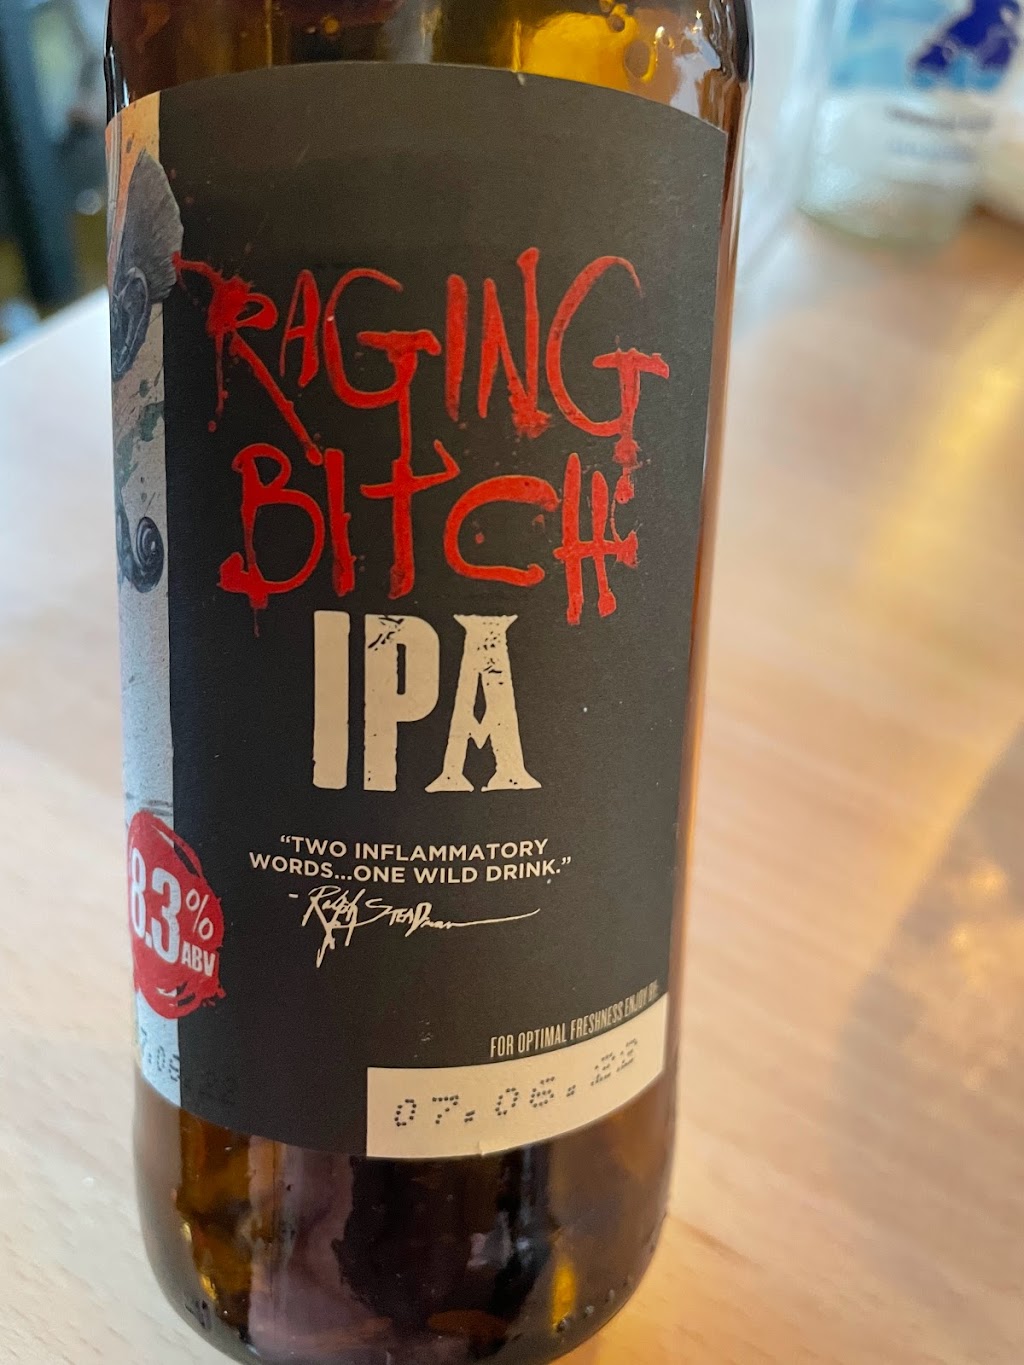 RAGING
BITCH
IPA
“TWO INFLAMMATORY
WORDS...ONE WILD DRINK.”
- Ralph STEADman
8.3%
ABV
FOR OPTIMAL FRESHNESS ENJOY BY:
07.06.22